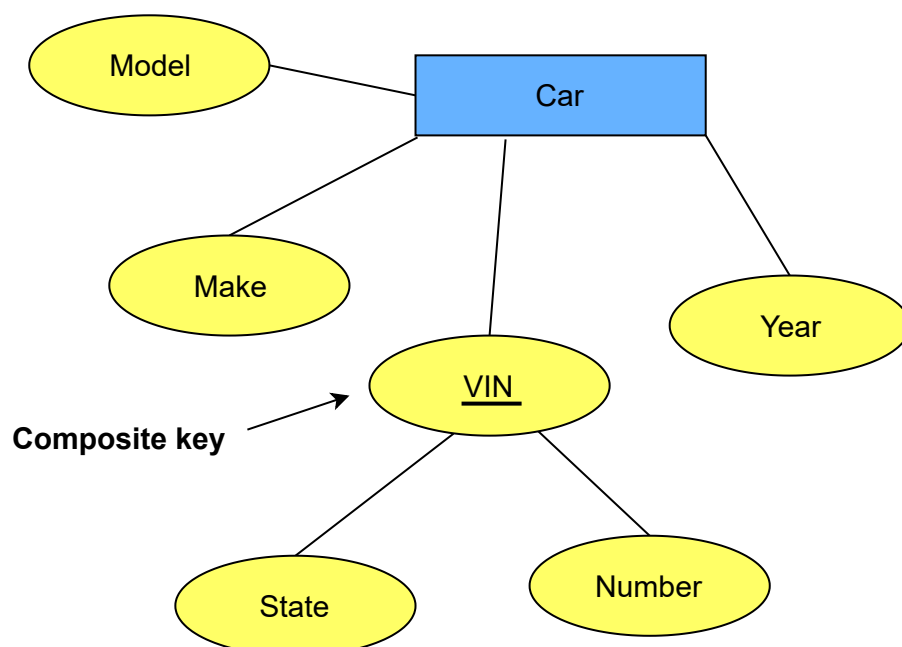 Model
Car
Make
Year
VIN
Composite key
State
Number